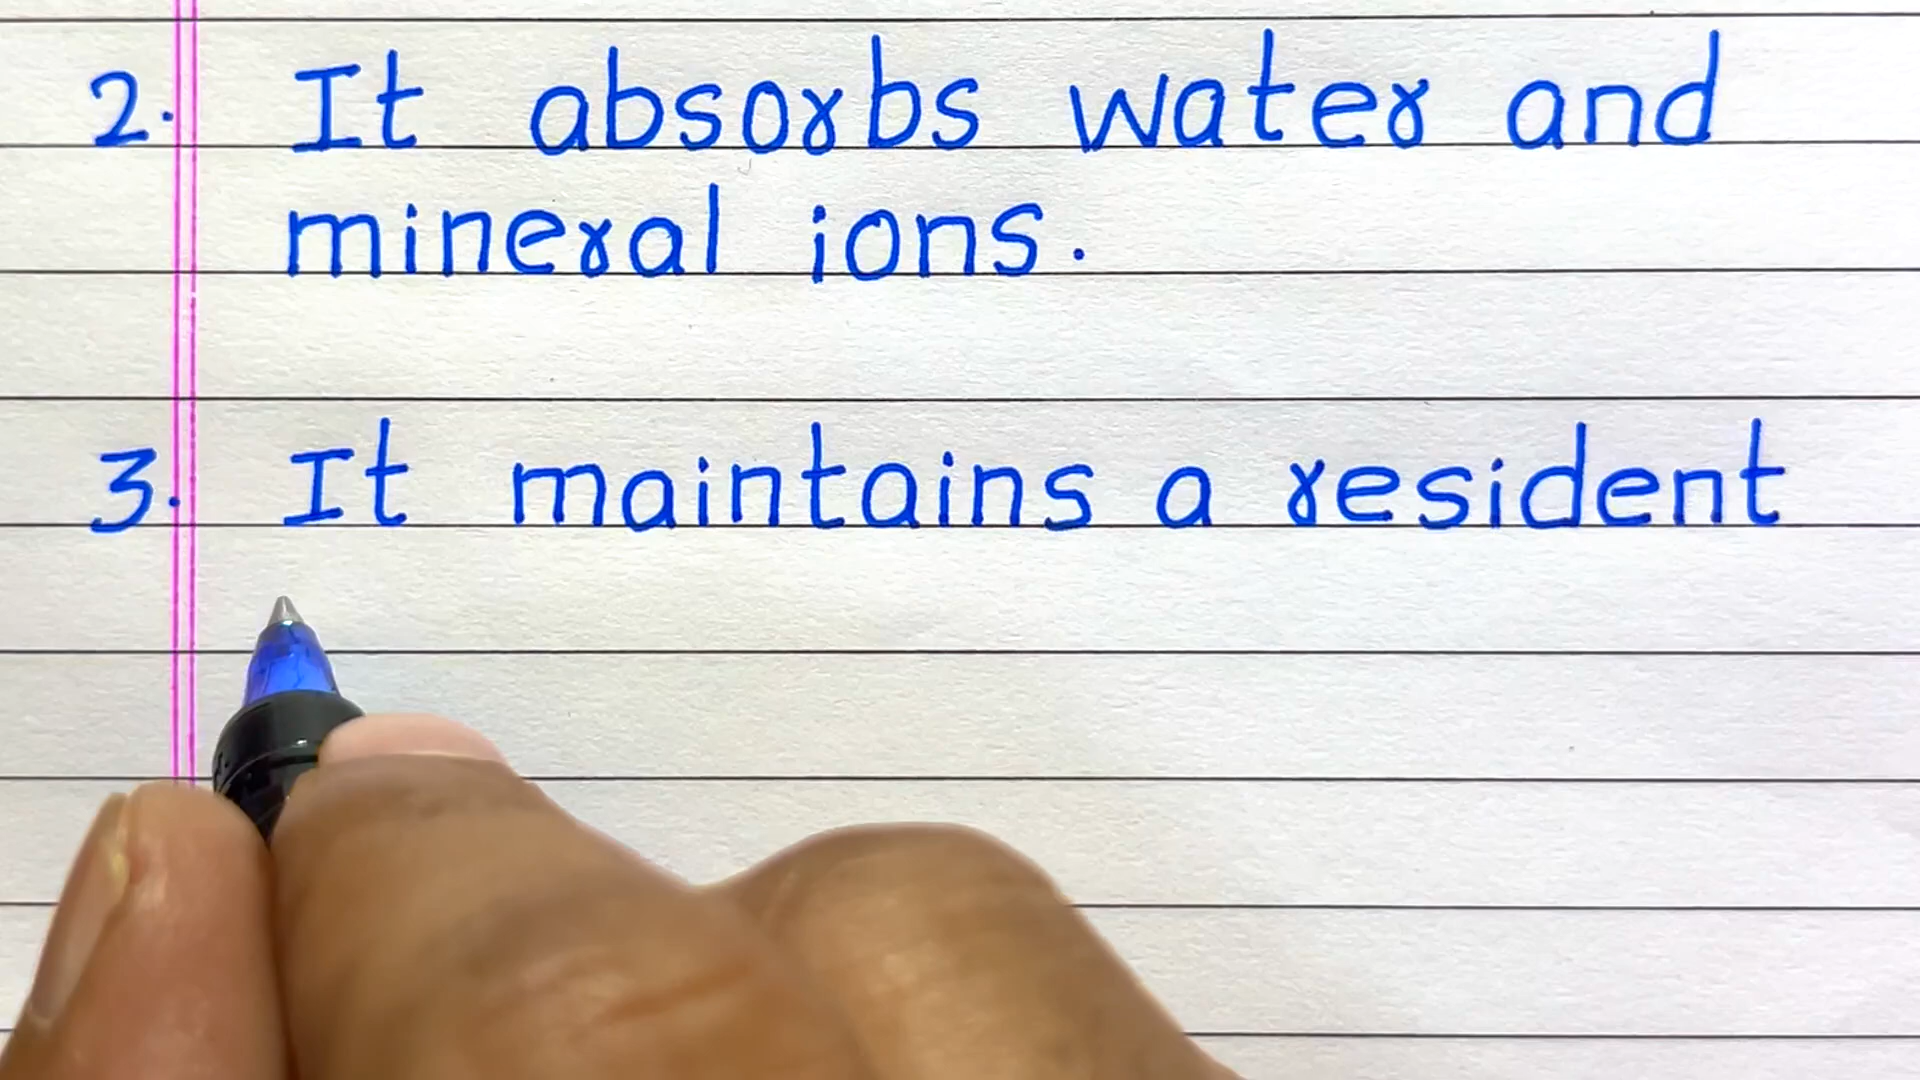 2. It absorbs water and
mineral ions.
3. It maintains a resident